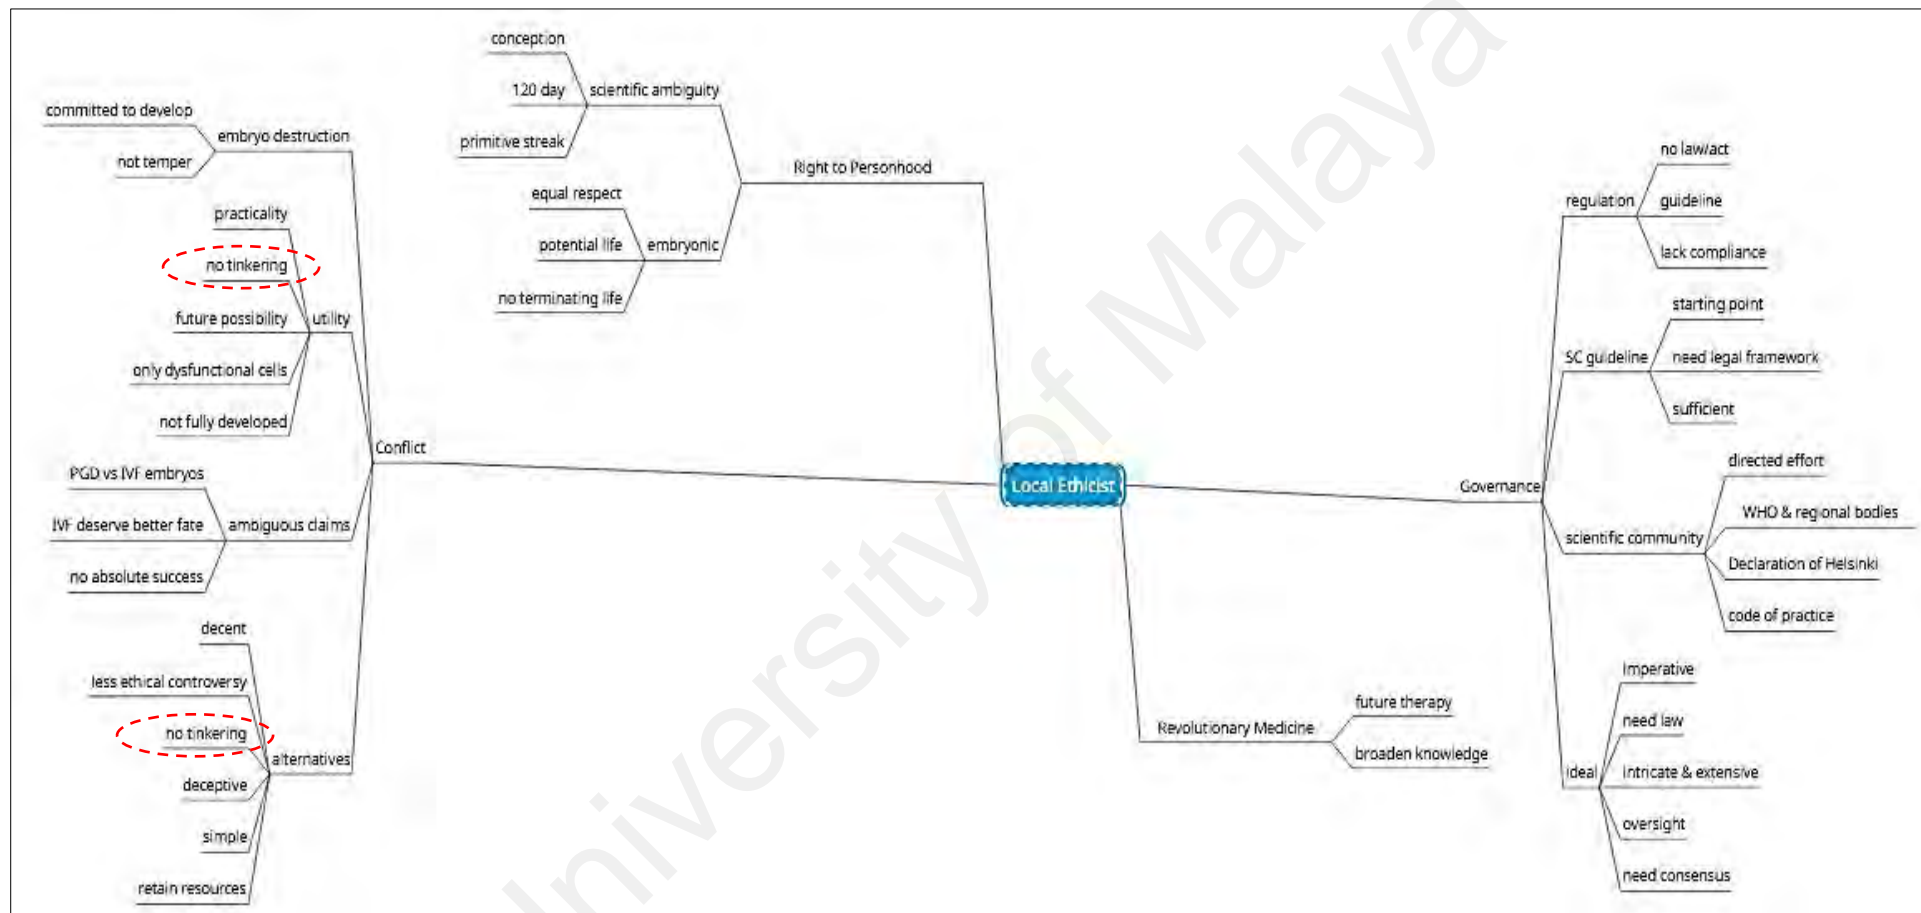 conception
120 day
primitive streak
scientific ambiguity
equal respect
potential life
no terminating life
embryonic
Right to Personhood
committed to develop
not temper
embryo destruction
practicality
no tinkering
future possibility
only dysfunctional cells
not fully developed
utility
PGD vs IVF embryos
IVF deserve better fate
no absolute success
ambiguous claims
decent
less ethical controversy
no tinkering
deceptive
simple
retain resources
alternatives
Conflict
Local Ethicist
Governance
regulation
no law/act
guideline
lack compliance
SC guideline
starting point
need legal framework
sufficient
scientific community
directed effort
WHO & regional bodies
Declaration of Helsinki
code of practice
ideal
imperative
need law
intricate & extensive
oversight
need consensus
Revolutionary Medicine
future therapy
broaden knowledge
University of Malaya